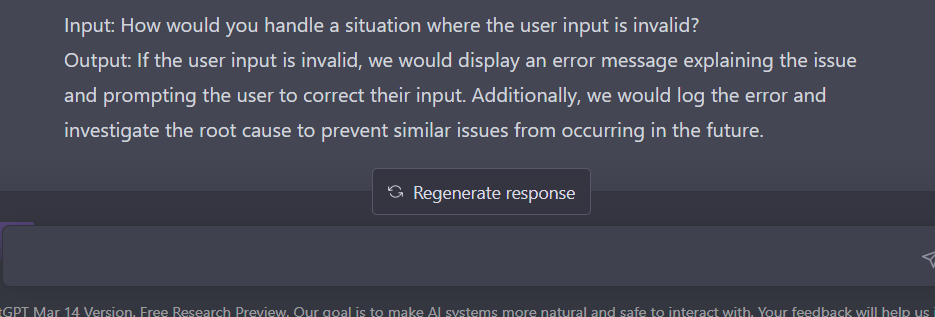 Input: How would you handle a situation where the user input is invalid?
Output: If the user input is invalid, we would display an error message explaining the issue
and prompting the user to correct their input. Additionally, we would log the error and
investigate the root cause to prevent similar issues from occurring in the future.
Regenerate response
tGPT Mar 14 Version. Free Research Preview. Our goal is to make AI systems more natural and safe to interact with. Your feedback will help us